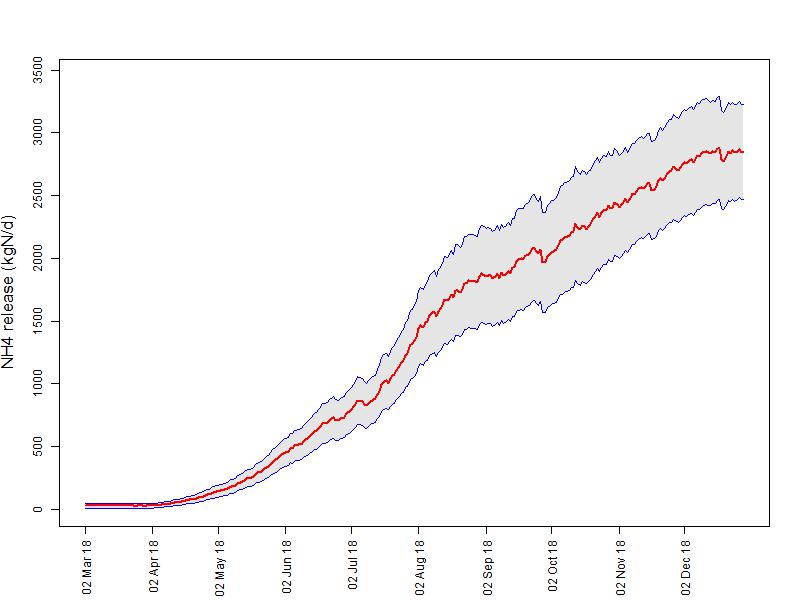 NH4 release (kgN/d)
3500
3000
2500
2000
1500
1000
500
0
02 Mar 18
02 Apr 18
02 May 18
02 Jun 18
02 Jul 18
02 Aug 18
02 Sep 18
02 Oct 18
02 Nov 18
02 Dec 18